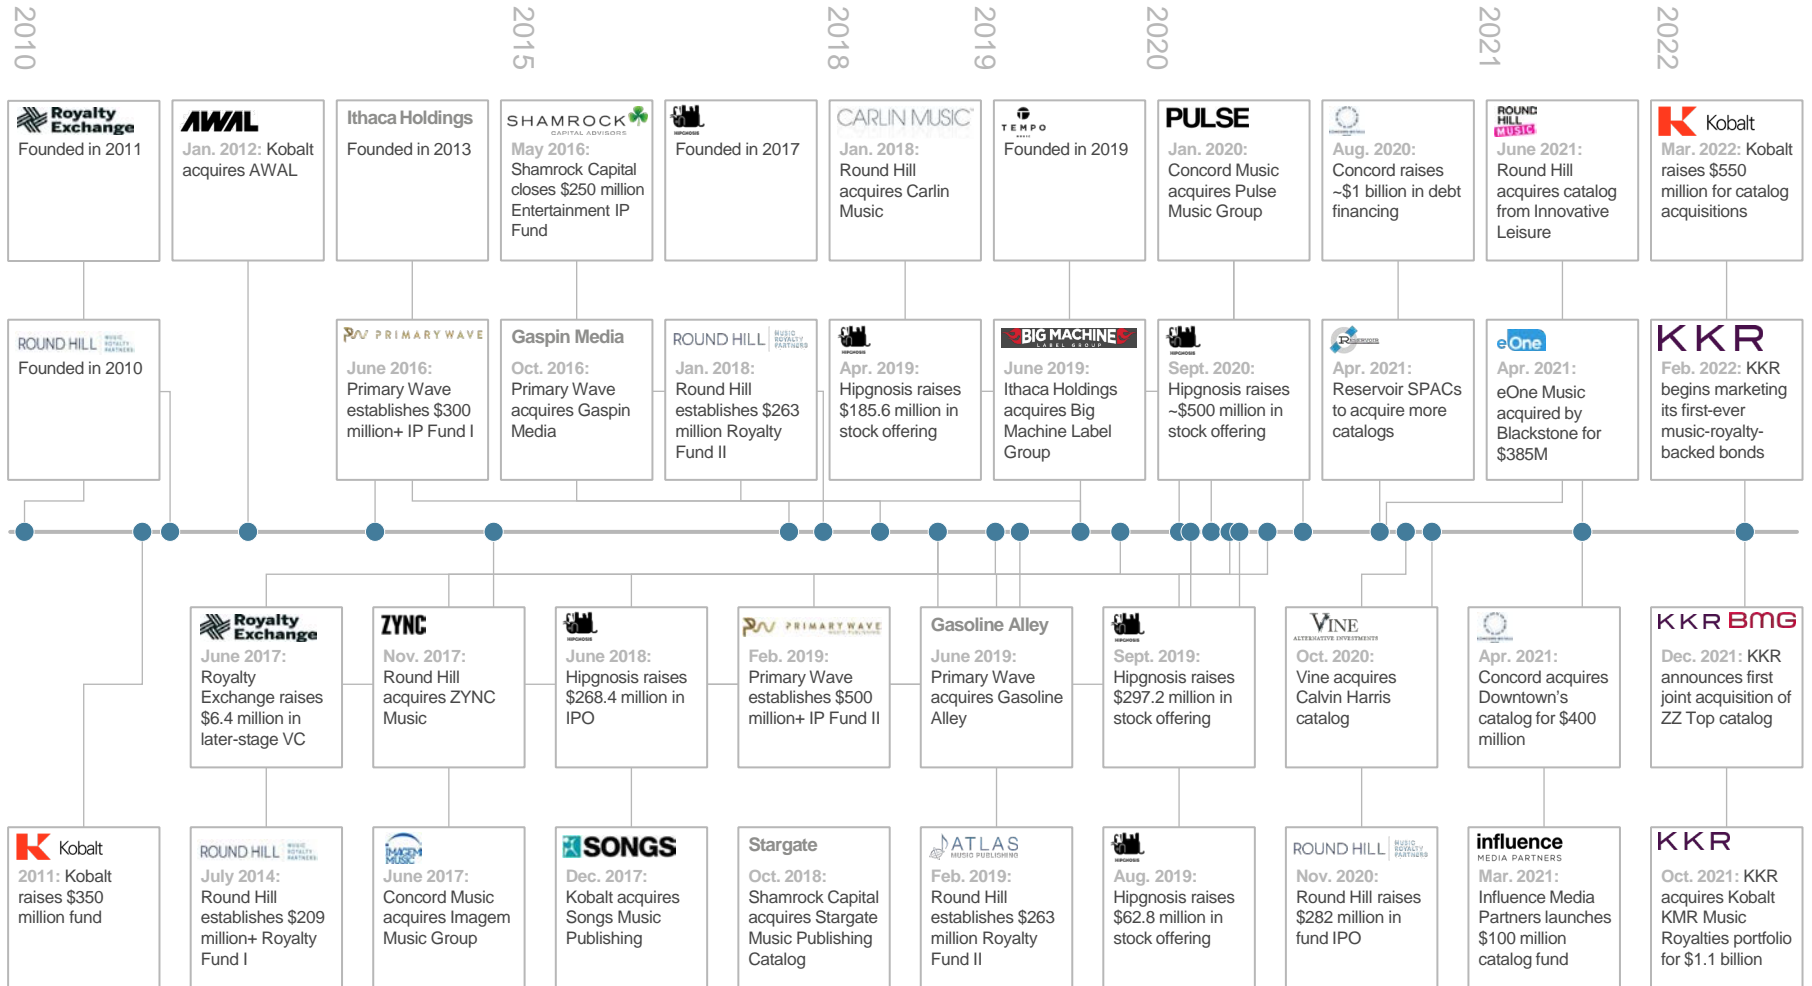 2010
2015
2018
2019
2020
2021
2022
Royalty
Exchange
Founded in 2011
AWAL
Jan. 2012: Kobalt
acquires AWAL
Ithaca Holdings
Founded in 2013
SHAMROCK
CAPITAL ADVISORS
May 2016:
Shamrock Capital
closes $250 million
Entertainment IP
Fund
HIPGNOSIS
Founded in 2017
CARLIN MUSIC
Jan. 2018:
Round Hill
acquires Carlin
Music
TEMPO
MUSIC
Founded in 2019
PULSE
Jan. 2020:
Concord Music
acquires Pulse
Music Group
Aug. 2020:
Concord raises
~$1 billion in debt
financing
ROUND
HILL
MUSIC
June 2021:
Round Hill
acquires catalog
from Innovative
Leisure
Kobalt
Mar. 2022: Kobalt
raises $550
million for catalog
acquisitions
ROUND HILL MUSIC
ROYALTY
PARTNERS
Founded in 2010
PRIMARY WAVE
June 2016:
Primary Wave
establishes $300
million+ IP Fund I
Gaspin Media
Oct. 2016:
Primary Wave
acquires Gaspin
Media
ROUND HILL MUSIC
ROYALTY
PARTNERS
Jan. 2018:
Round Hill
establishes $263
million Royalty
Fund II
HIPGNOSIS
Apr. 2019:
Hipgnosis raises
$185.6 million in
stock offering
BIG MACHINE
LABEL GROUP
June 2019:
Ithaca Holdings
acquires Big
Machine Label
Group
HIPGNOSIS
Sept. 2020:
Hipgnosis raises
~$500 million in
stock offering
RESERVOIR
Apr. 2021:
Reservoir SPACs
to acquire more
catalogs
eOne
Apr. 2021:
eOne Music
acquired by
Blackstone for
$385M
KKR
Feb. 2022: KKR
begins marketing
its first-ever
music-royalty-
backed bonds
Royalty
Exchange
June 2017:
Royalty
Exchange raises
$6.4 million in
later-stage VC
ZYNC
Nov. 2017:
Round Hill
acquires ZYNC
Music
HIPGNOSIS
June 2018:
Hipgnosis raises
$268.4 million in
IPO
PRIMARY WAVE
MUSIC PUBLISHING
Feb. 2019:
Primary Wave
establishes $500
million+ IP Fund II
Gasoline Alley
June 2019:
Primary Wave
acquires Gasoline
Alley
HIPGNOSIS
Sept. 2019:
Hipgnosis raises
$297.2 million in
stock offering
VINE
ALTERNATIVE INVESTMENTS
Oct. 2020:
Vine acquires
Calvin Harris
catalog
Apr. 2021:
Concord acquires
Downtown’s
catalog for $400
million
KKR BMG
Dec. 2021: KKR
announces first
joint acquisition of
ZZ Top catalog
Kobalt
2011: Kobalt
raises $350
million fund
ROUND HILL MUSIC
ROYALTY
PARTNERS
July 2014:
Round Hill
establishes $209
million+ Royalty
Fund I
IMAGEM
MUSIC
June 2017:
Concord Music
acquires Imagem
Music Group
SONGS
Dec. 2017:
Kobalt acquires
Songs Music
Publishing
Stargate
Oct. 2018:
Shamrock Capital
acquires Stargate
Music Publishing
Catalog
ATLAS
MUSIC PUBLISHING
Feb. 2019:
Round Hill
establishes $263
million Royalty
Fund II
HIPGNOSIS
Aug. 2019:
Hipgnosis raises
$62.8 million in
stock offering
ROUND HILL MUSIC
ROYALTY
PARTNERS
Nov. 2020:
Round Hill raises
$282 million in
fund IPO
influence
MEDIA PARTNERS
Mar. 2021:
Influence Media
Partners launches
$100 million
catalog fund
KKR
Oct. 2021: KKR
acquires Kobalt
KMR Music
Royalties portfolio
for $1.1 billion